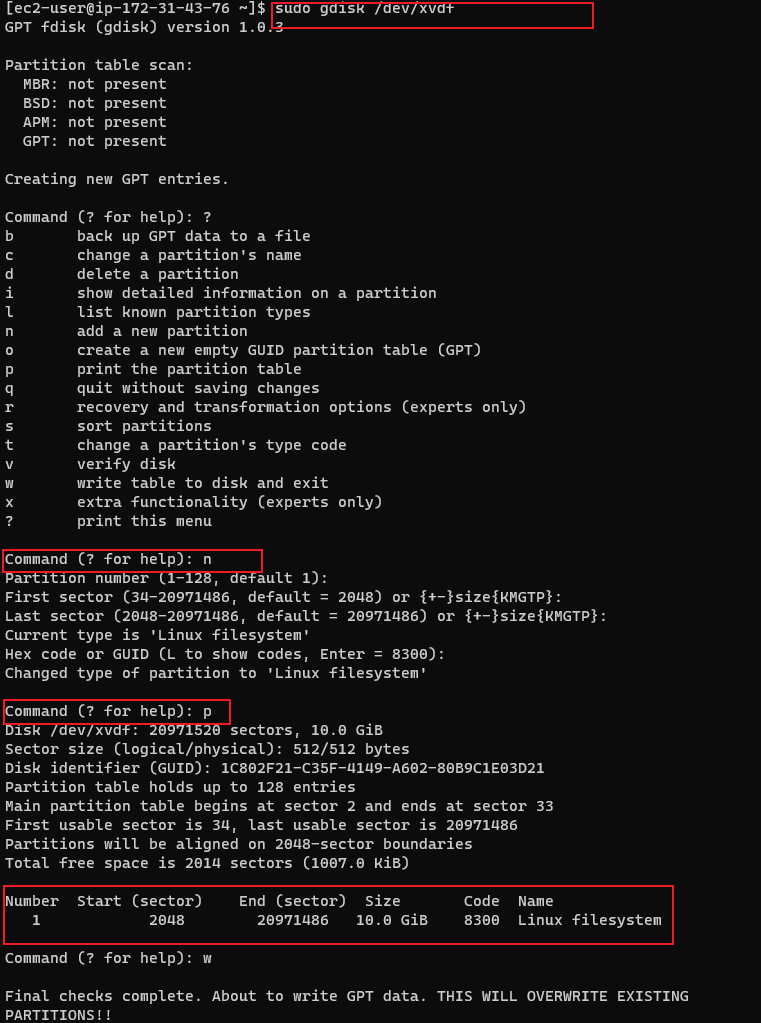 [ec2-user@ip-172-31-43-76 ~]$ sudo gdisk /dev/xvdf
GPT fdisk (gdisk) version 1.0.3
Partition table scan:
  MBR: not present
  BSD: not present
  APM: not present
  GPT: not present
Creating new GPT entries.
Command (? for help): ?
b       back up GPT data to a file
c       change a partition's name
d       delete a partition
i       show detailed information on a partition
l       list known partition types
n       add a new partition
o       create a new empty GUID partition table (GPT)
p       print the partition table
q       quit without saving changes
r       recovery and transformation options (experts only)
s       sort partitions
t       change a partition's type code
v       verify disk
w       write table to disk and exit
x       extra functionality (experts only)
?       print this menu
Command (? for help): n
Partition number (1-128, default 1):
First sector (34-20971486, default = 2048) or {+-}size{KMGTP}:
Last sector (2048-20971486, default = 20971486) or {+-}size{KMGTP}:
Current type is 'Linux filesystem'
Hex code or GUID (L to show codes, Enter = 8300):
Changed type of partition to 'Linux filesystem'
Command (? for help): p
Disk /dev/xvdf: 20971520 sectors, 10.0 GiB
Sector size (logical/physical): 512/512 bytes
Disk identifier (GUID): 1C802F21-C35F-4149-A602-80B9C1E03D21
Partition table holds up to 128 entries
Main partition table begins at sector 2 and ends at sector 33
First usable sector is 34, last usable sector is 20971486
Partitions will be aligned on 2048-sector boundaries
Total free space is 2014 sectors (1007.0 KiB)
Number  Start (sector)    End (sector)  Size       Code  Name
   1            2048        20971486   10.0 GiB    8300  Linux filesystem
Command (? for help): w
Final checks complete. About to write GPT data. THIS WILL OVERWRITE EXISTING
PARTITIONS!!